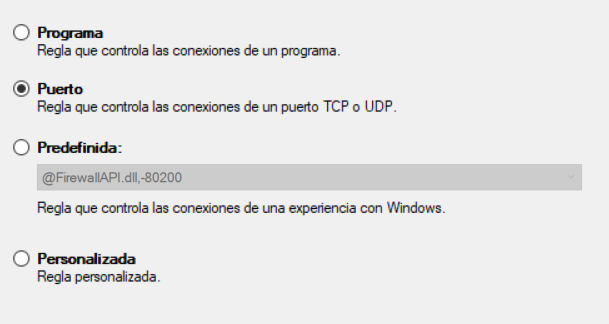 Programa
Regla que controla las conexiones de un programa.
Puerto
Regla que controla las conexiones de un puerto TCP o UDP.
Predefinida:
@FirewallAPI.dll,-80200
Regla que controla las conexiones de una experiencia con Windows.
Personalizada
Regla personalizada.